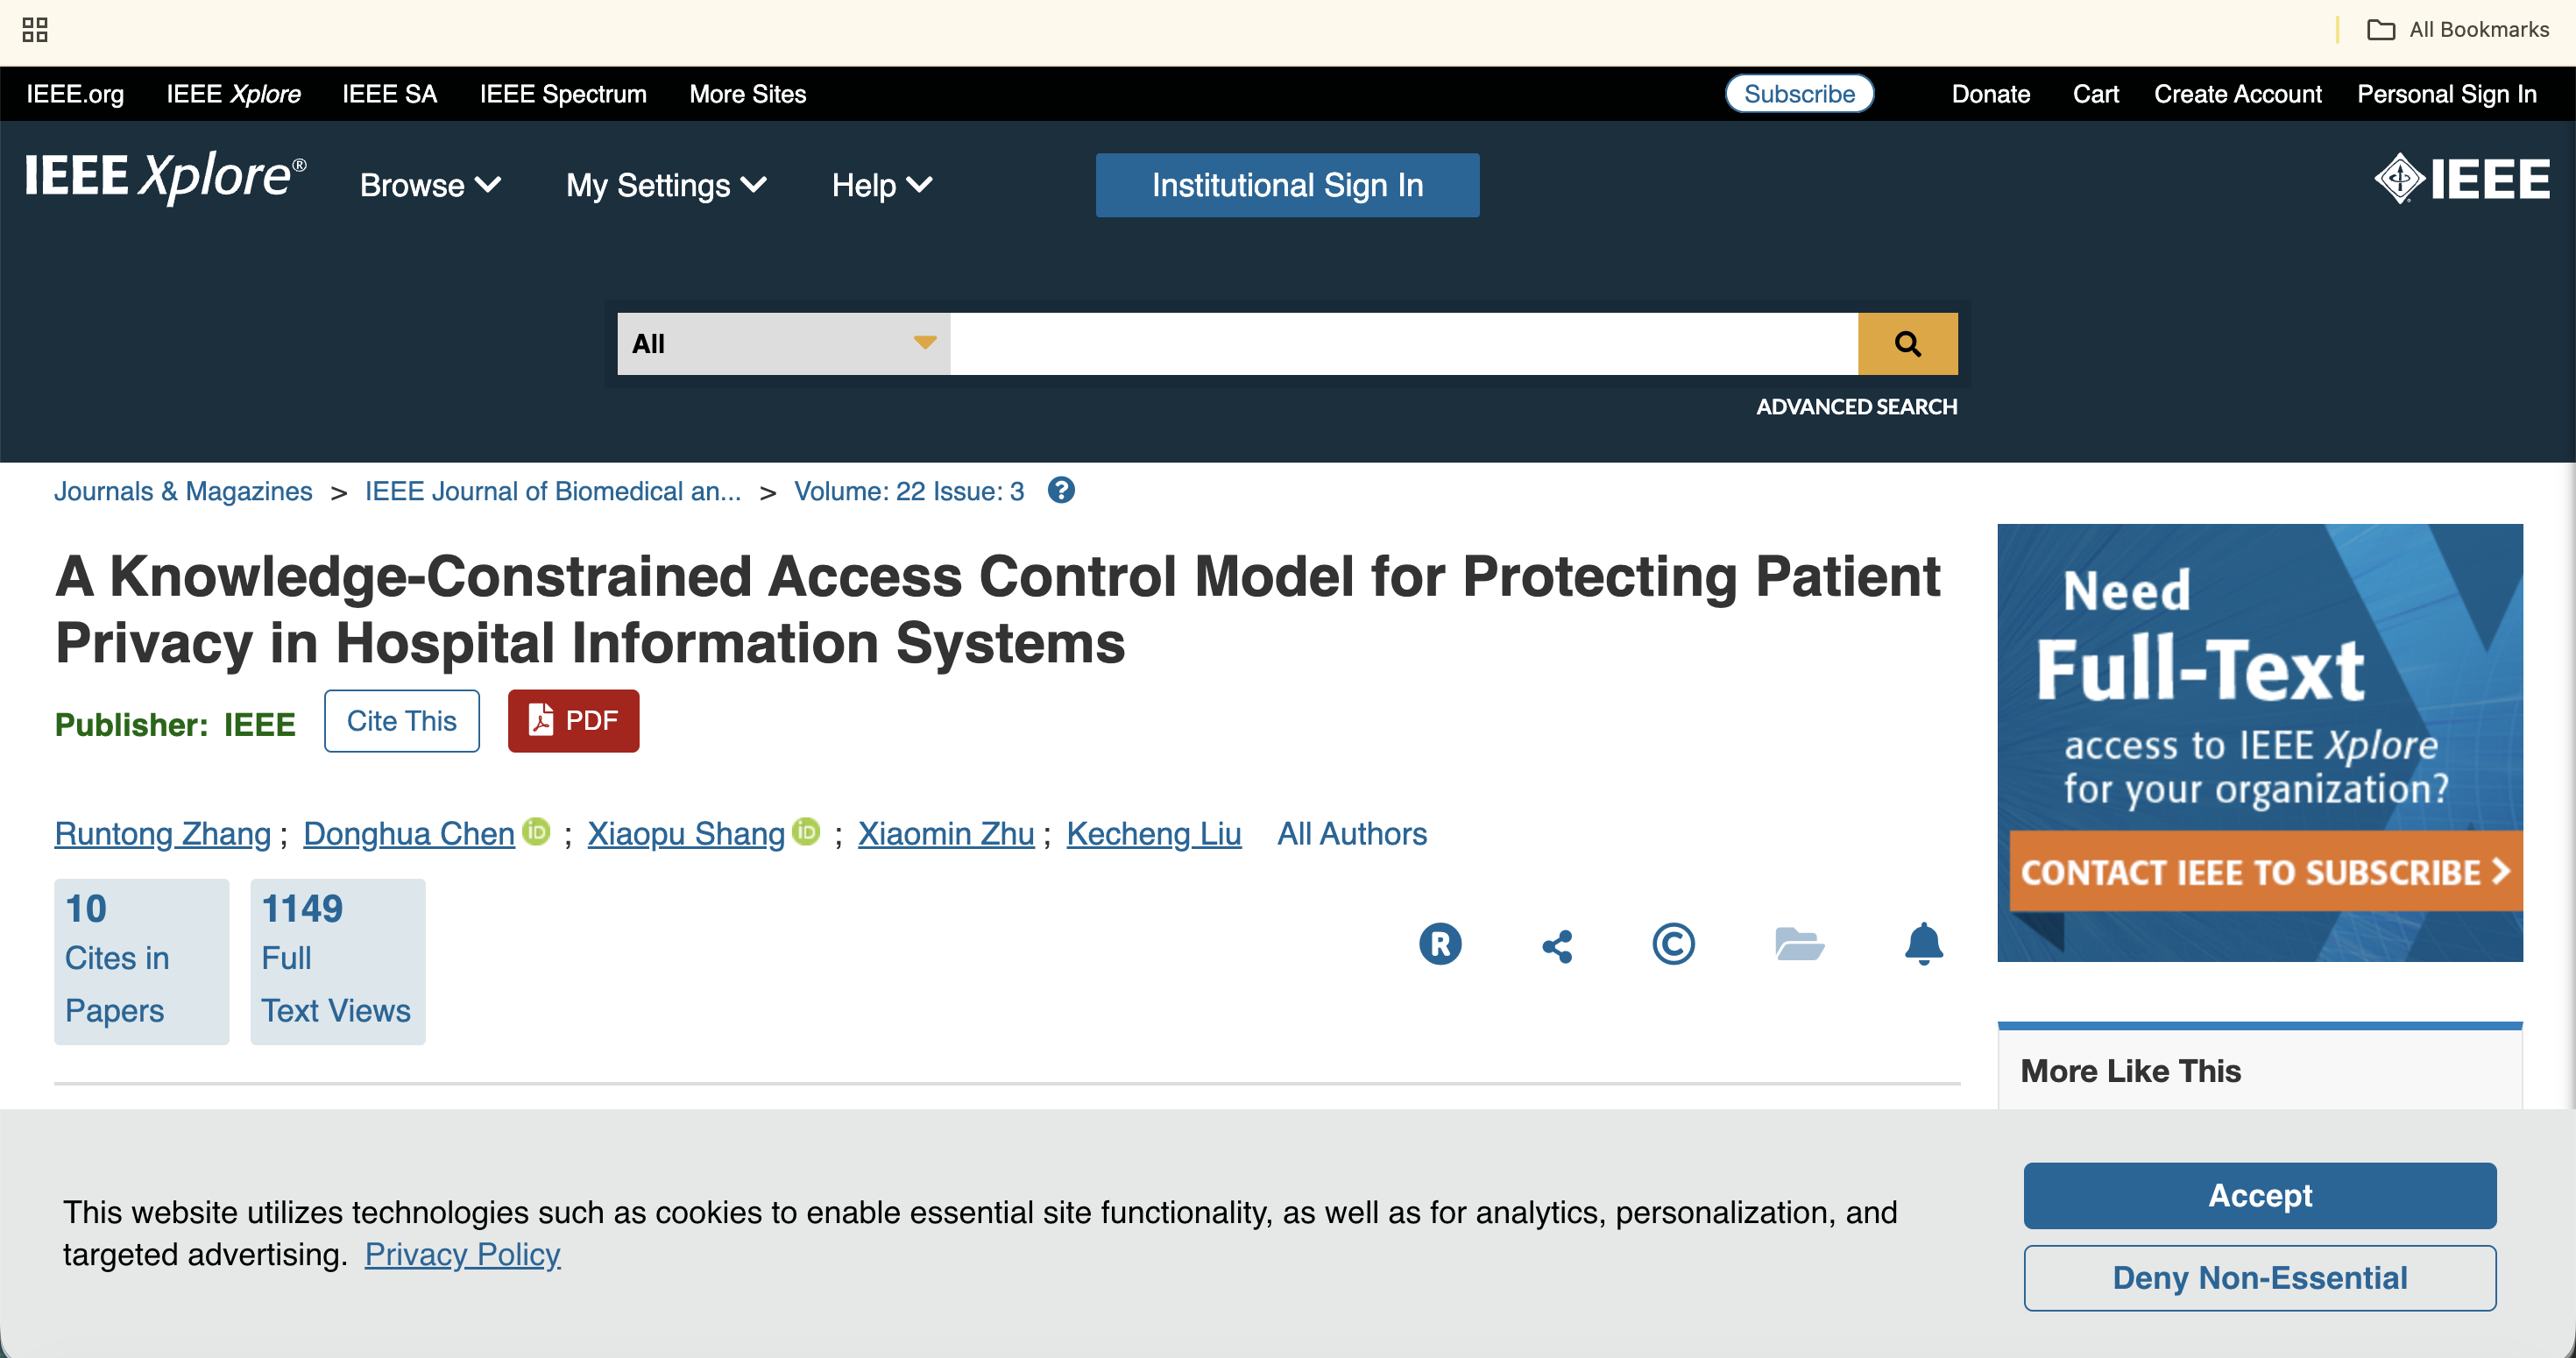 All Bookmarks
IEEE.org IEEE Xplore IEEE SA IEEE Spectrum More Sites Subscribe Donate Cart Create Account Personal Sign In
IEEE Xplore® Browse My Settings Help Institutional Sign In IEEE
All
ADVANCED SEARCH
Journals & Magazines > IEEE Journal of Biomedical an... > Volume: 22 Issue: 3 ?
A Knowledge-Constrained Access Control Model for Protecting Patient
Privacy in Hospital Information Systems
Publisher: IEEE Cite This PDF
Runtong Zhang ; Donghua Chen iD ; Xiaopu Shang iD ; Xiaomin Zhu ; Kecheng Liu All Authors
10
Cites in
Papers
1149
Full
Text Views
R ©
Need
Full-Text
access to IEEE Xplore
for your organization?
CONTACT IEEE TO SUBSCRIBE >
More Like This
This website utilizes technologies such as cookies to enable essential site functionality, as well as for analytics, personalization, and
targeted advertising. Privacy Policy
Accept
Deny Non-Essential